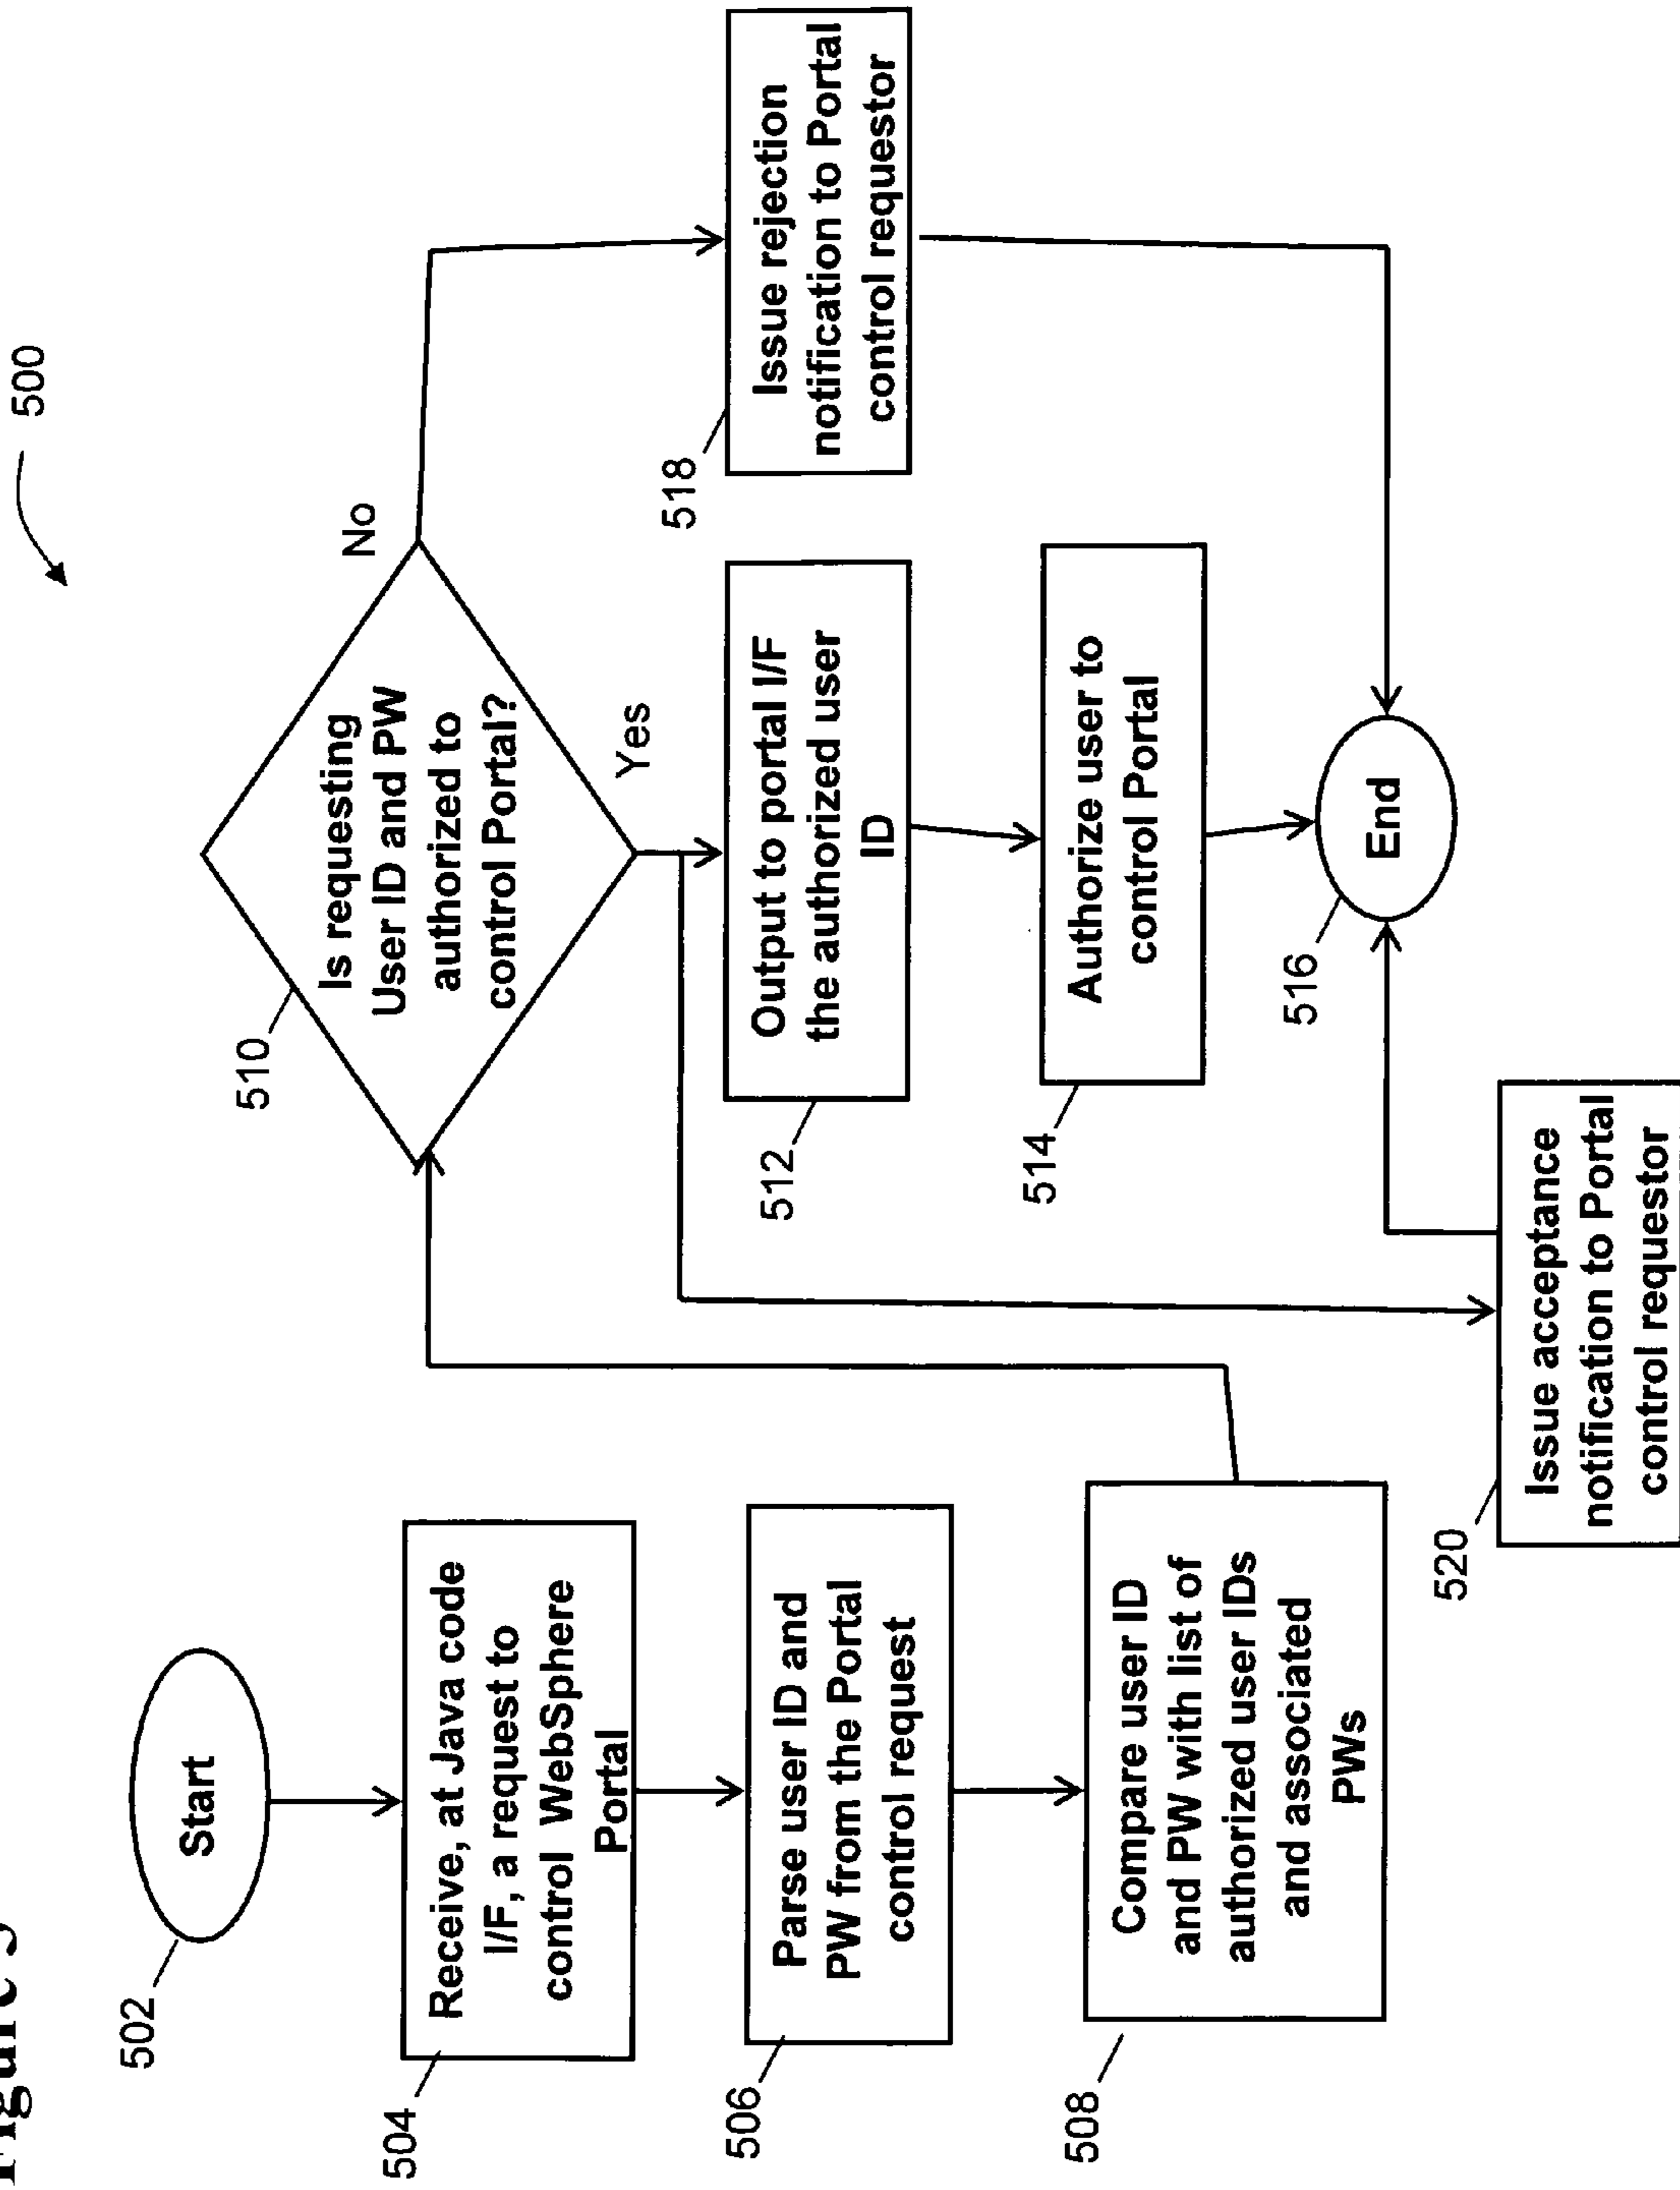 Figure 5
500
502
Start
504
Receive, at Java code
I/F, a request to
control WebSphere
Portal
506
Parse user ID and
PW from the Portal
control request
508
Compare user ID
and PW with list of
authorized user IDs
and associated
PWs
510
Is requesting
User ID and PW
authorized to
control Portal?
No
Yes
512
Output to portal I/F
the authorized user
ID
514
Authorize user to
control Portal
516
End
518
Issue rejection
notification to Portal
control requestor
520
Issue acceptance
notification to Portal
control requestor